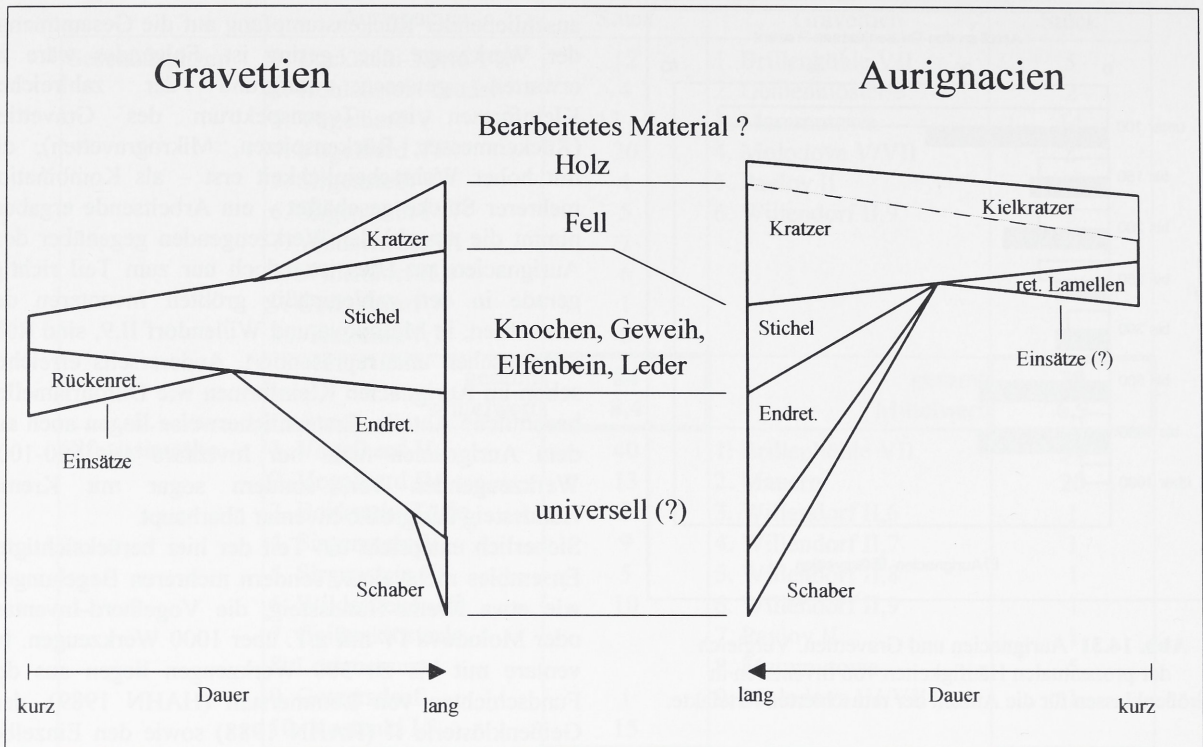 Gravettien
Aurignacien
Bearbeitetes Material ?
Holz
Fell
Knochen, Geweih,
Elfenbein, Leder
universell (?)
Kratzer
Stichel
Rückenret.
Einsätze
Endret.
Schaber
kurz
Dauer
lang
Kratzer
Kielkratzer
ret. Lamellen
Stichel
Einsätze (?)
Endret.
Schaber
lang
Dauer
kurz